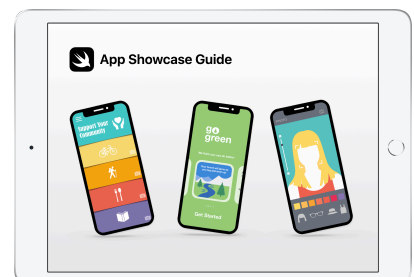 App Showcase Guide
Support Your
Community
go
green
Get Started